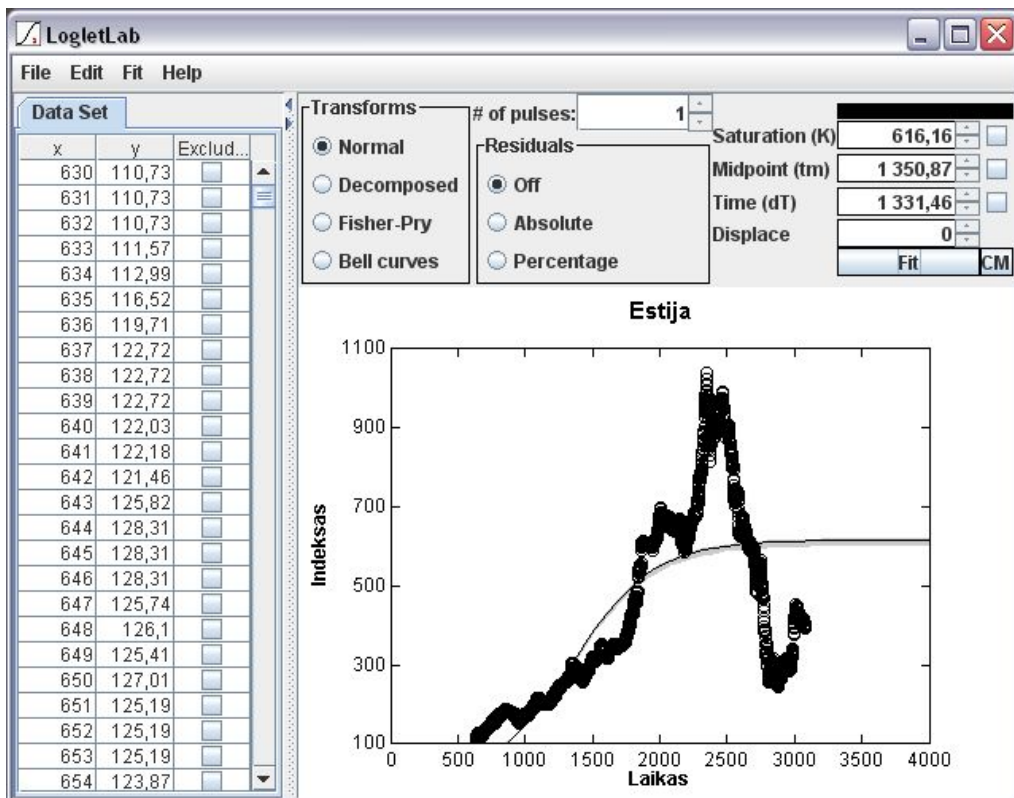 LogletLab
File Edit Fit Help
Data Set
x y Exclud...
630 110,73
631 110,73
632 110,73
633 111,57
634 112,99
635 116,52
636 119,71
637 122,72
638 122,72
639 122,72
640 122,03
641 122,18
642 121,46
643 125,82
644 128,31
645 128,31
646 128,31
647 125,74
648 126,1
649 125,41
650 127,01
651 125,19
652 125,19
653 125,19
654 123,87
Transforms
Normal
Decomposed
Fisher-Pry
Bell curves
# of pulses: 1
Residuals
Off
Absolute
Percentage
Saturation (K) 616,16
Midpoint (tm) 1 350,87
Time (dT) 1 331,46
Displace 0
Fit CM
Estija
Indeksas
1100
900
700
500
300
100
0 500 1000 1500 2000 2500 3000 3500 4000
Laikas